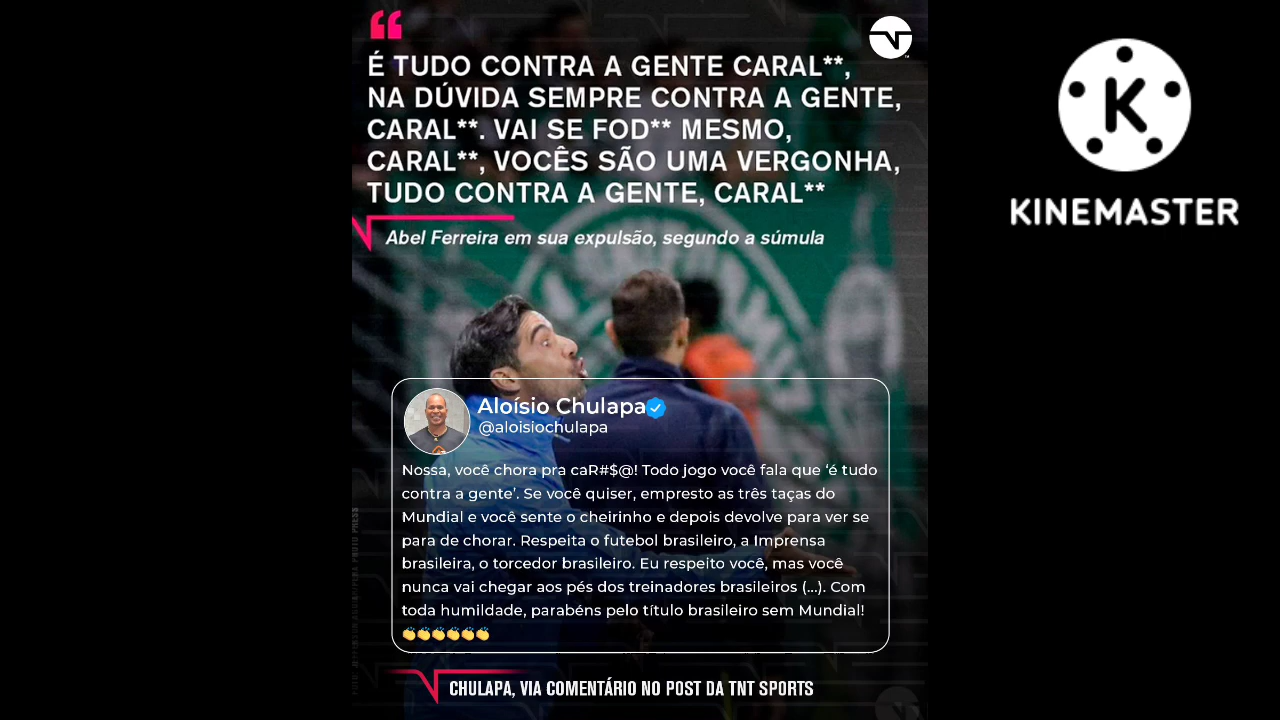 É TUDO CONTRA A GENTE CARAL**,
NA DÚVIDA SEMPRE CONTRA A GENTE,
CARAL**. VAI SE FOD** MESMO,
CARAL**, VOCÊS SÃO UMA VERGONHA,
TUDO CONTRA A GENTE, CARAL**
Abel Ferreira em sua expulsão, segundo a súmula
KINEMASTER
Aloísio Chulapa
@aloisiochulapa
Nossa, você chora pra caR#$@! Todo jogo você fala que ‘é tudo
contra a gente’. Se você quiser, empresto as três taças do
Mundial e você sente o cheirinho e depois devolve para ver se
para de chorar. Respeita o futebol brasileiro, a Imprensa
brasileira, o torcedor brasileiro. Eu respeito você, mas você
nunca vai chegar aos pés dos treinadores brasileiros (...). Com
toda humildade, parabéns pelo título brasileiro sem Mundial!
👏👏👏👏👏👏
CHULAPA, VIA COMENTÁRIO NO POST DA TNT SPORTS